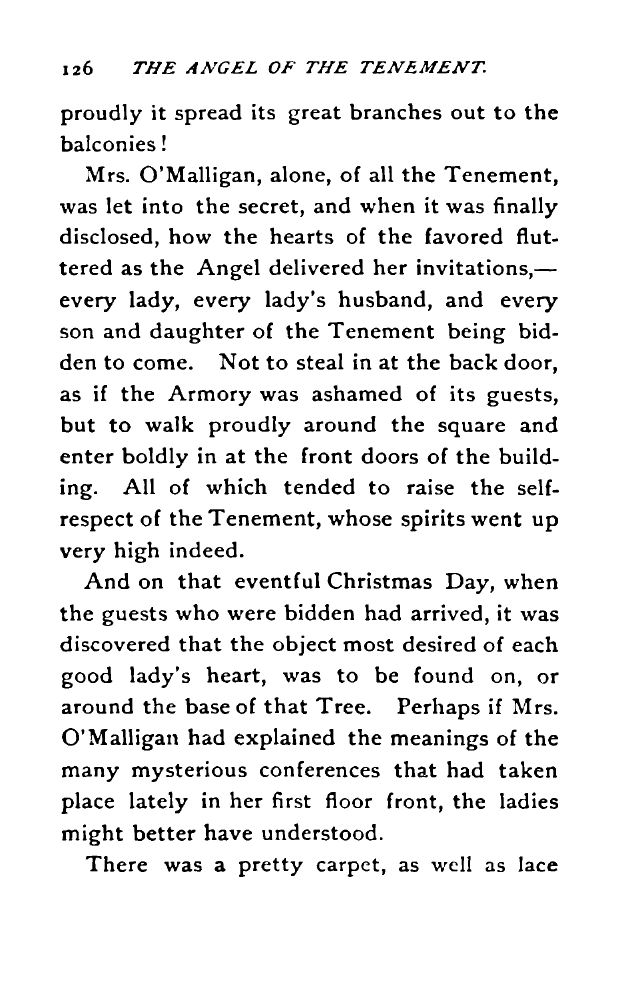 126 THE ANGEL OF THE TENEMENT.
proudly it spread its great branches out to the
balconies!
Mrs. O'Malligan, alone, of all the Tenement,
was let into the secret, and when it was finally
disclosed, how the hearts of the favored flut-
tered as the Angel delivered her invitations,—
every lady, every lady's husband, and every
son and daughter of the Tenement being bid-
den to come. Not to steal in at the back door,
as if the Armory was ashamed of its guests,
but to walk proudly around the square and
enter boldly in at the front doors of the build-
ing. All of which tended to raise the self-
respect of the Tenement, whose spirits went up
very high indeed.
And on that eventful Christmas Day, when
the guests who were bidden had arrived, it was
discovered that the object most desired of each
good lady's heart, was to be found on, or
around the base of that Tree. Perhaps if Mrs.
O'Malligan had explained the meanings of the
many mysterious conferences that had taken
place lately in her first floor front, the ladies
might better have understood.
There was a pretty carpet, as well as lace